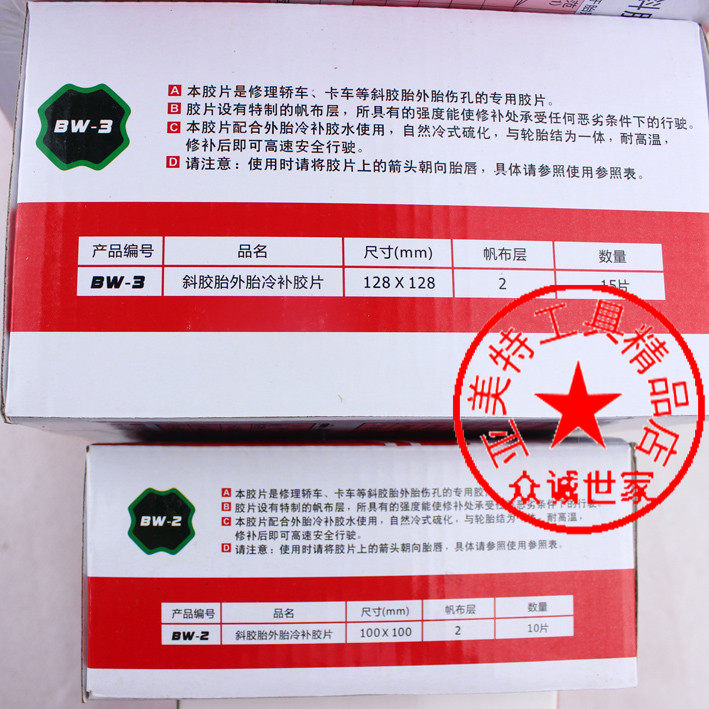 BW-3
A 本胶片是修理轿车、卡车等斜胶胎外胎伤孔的专用胶片。
B 胶片设有特制的帆布层，所具有的强度能使修补处承受任何恶劣条件下的行驶。
C 本胶片配合外胎冷补胶水使用，自然冷式硫化，与轮胎结为一体，耐高温，
修补后即可高速安全行驶。
D 请注意：使用时请将胶片上的箭头朝向胎唇，具体请参照使用参照表。
产品编号 品名 尺寸(mm) 帆布层 数量
BW-3 斜胶胎外胎冷补胶片 128X128 2 15片
亚美特工具精品店
众诚世家
BW-2
A 本胶片是修理轿车、卡车等斜胶胎外胎伤孔的专用胶
B 胶片设有特制的帆布层，所具有的强度能使修补处承受任何恶劣条件下的行驶。
C 本胶片配合外胎冷补胶水使用，自然冷式硫化，与轮胎结为一体，耐高温，
修补后即可高速安全行驶。
D 请注意：使用时请将胶片上的箭头朝向胎唇，具体请参照使用参照表。
产品编号 品名 尺寸(mm) 帆布层 数量
BW-2 斜胶胎外胎冷补胶片 100X100 2 10片